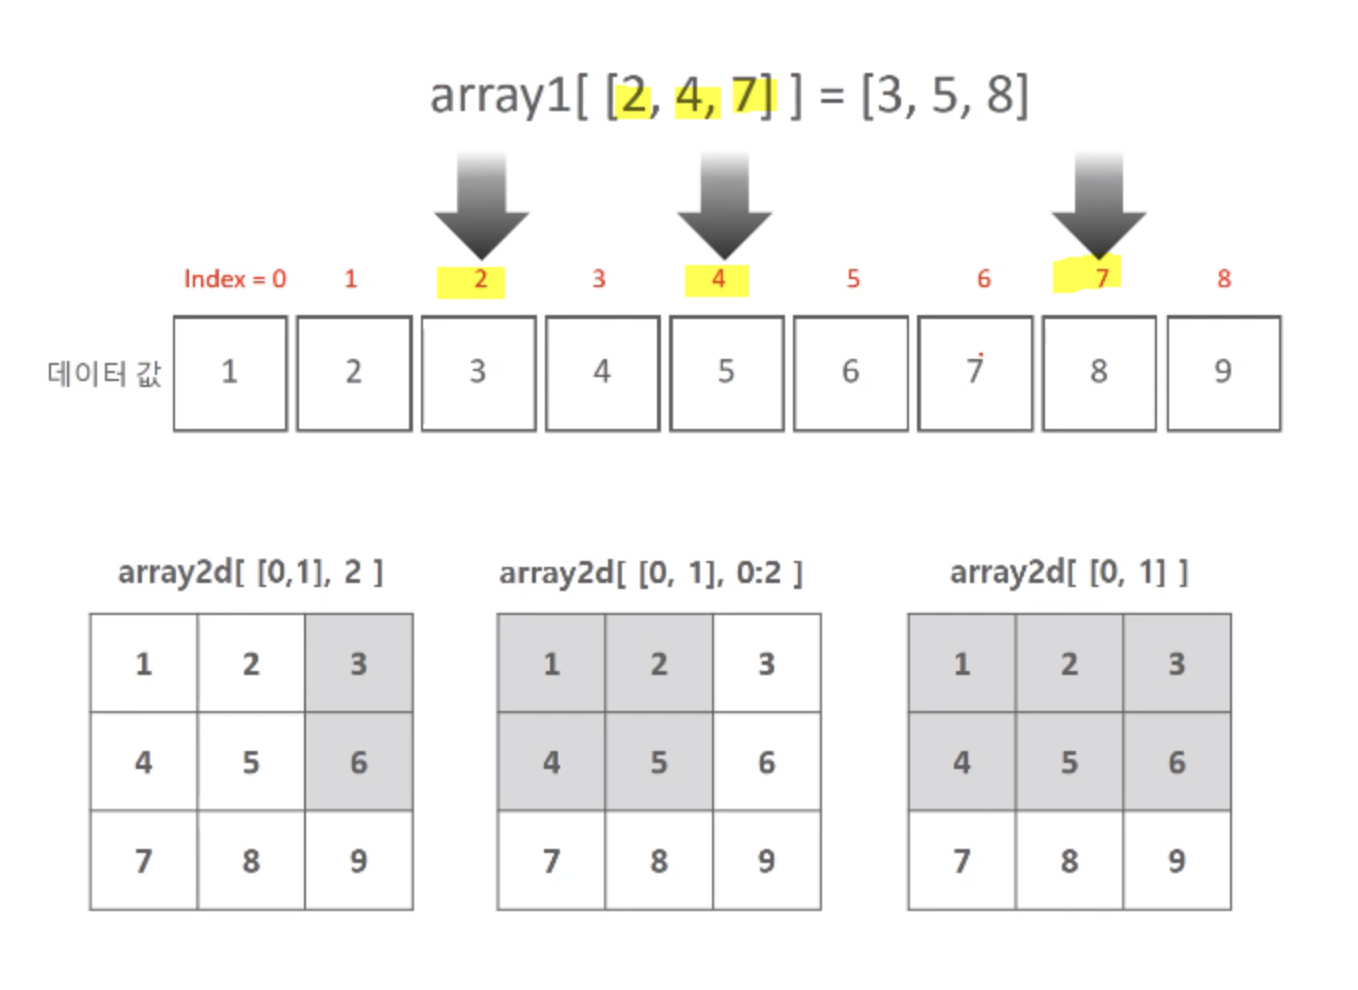 array1[ [2, 4, 7] ] = [3, 5, 8]
Index = 0 1 2 3 4 5 6 7 8
데이터 값 1 2 3 4 5 6 7 8 9
array2d[ [0,1], 2 ] array2d[ [0, 1], 0:2 ] array2d[ [0, 1] ]
1 2 3 1 2 3 1 2 3
4 5 6 4 5 6 4 5 6
7 8 9 7 8 9 7 8 9